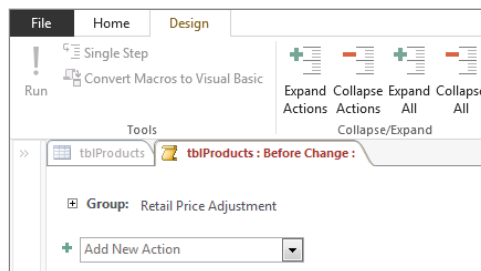 File Home Design
Single Step
Convert Macros to Visual Basic
Run
Expand Actions
Collapse Actions
Expand All
Collapse All
Tools
Collapse/Expand
» tblProducts tblProducts : Before Change :
Group: Retail Price Adjustment
Add New Action